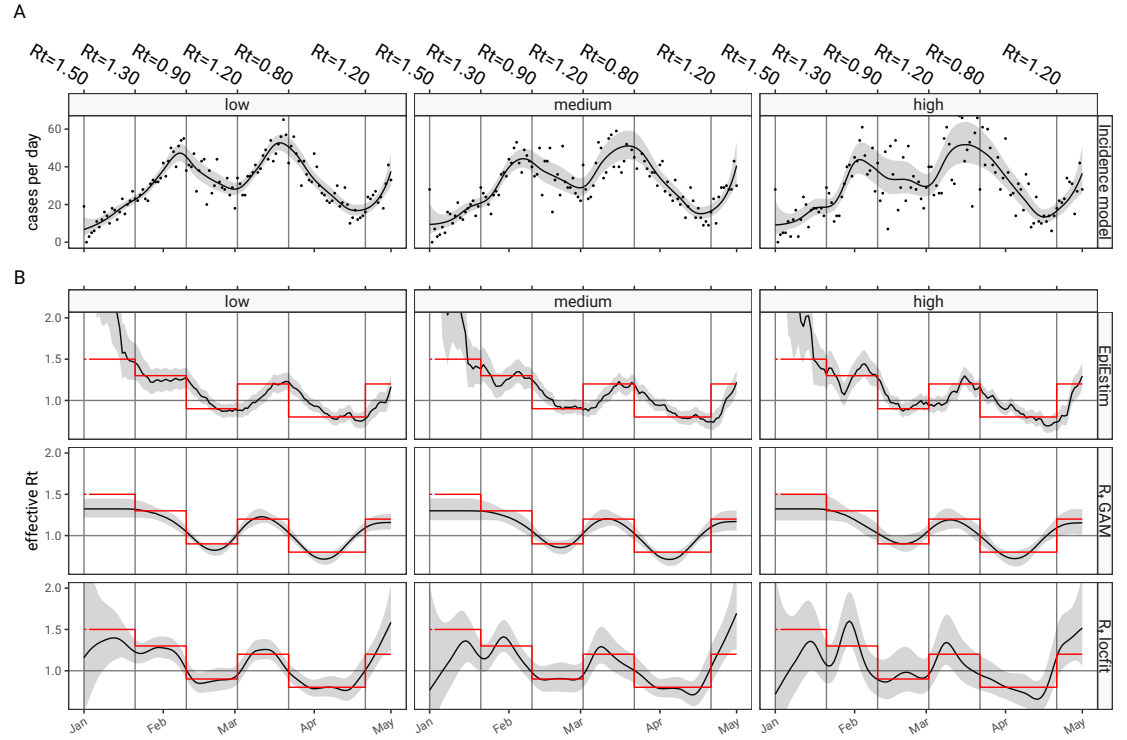 A
Rt=1.50 Rt=1.30 Rt=0.90 Rt=1.20 Rt=0.80 Rt=1.20 Rt=1.50 Rt=1.30 Rt=0.90 Rt=1.20 Rt=0.80 Rt=1.20 Rt=1.50 Rt=1.30 Rt=0.90 Rt=1.20 Rt=0.80 Rt=1.20
low medium high
cases per day
60
40
20
0
Incidence model
B
low medium high
effective Rt
2.0
1.5
1.0
EpiEstim
2.0
1.5
1.0
Rt GAM
2.0
1.5
1.0
Rt locfit
Jan Feb Mar Apr May Jan Feb Mar Apr May Jan Feb Mar Apr May